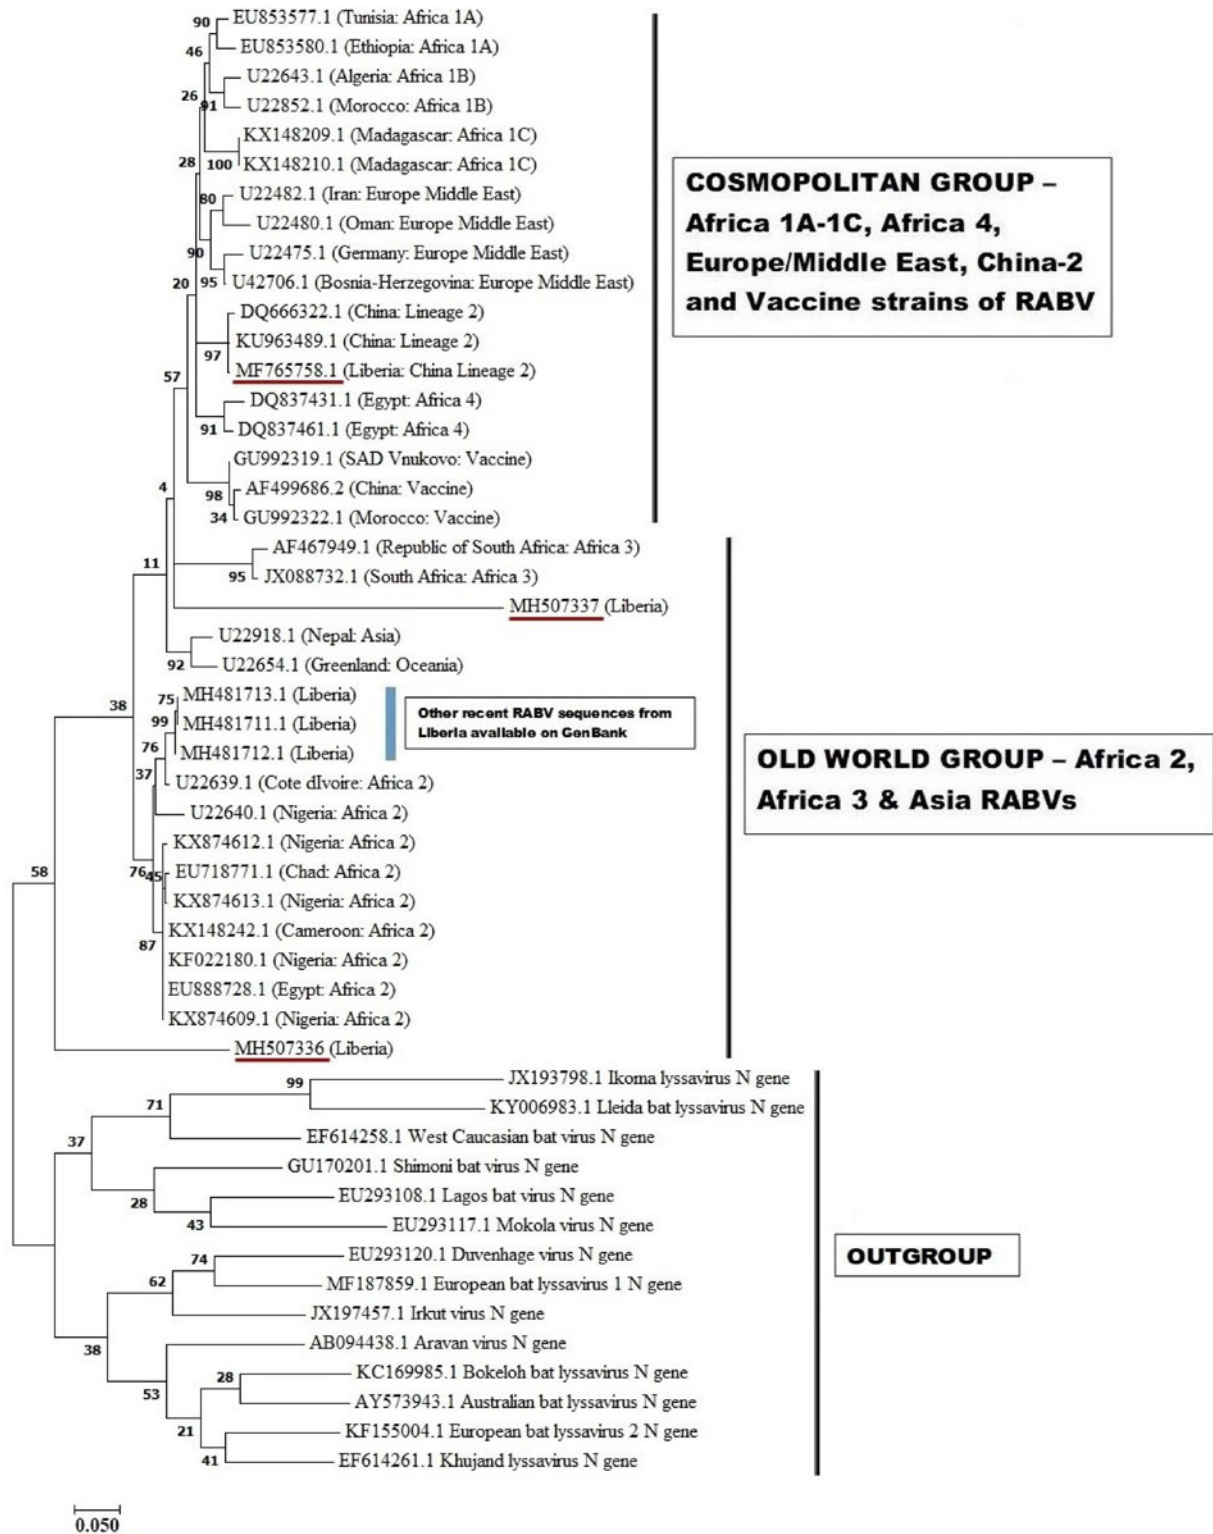 EU853577.1 (Tunisia: Africa 1A)
90
EU853580.1 (Ethiopia: Africa 1A)
46
U22643.1 (Algeria: Africa 1B)
26
91
U22852.1 (Morocco: Africa 1B)
KX148209.1 (Madagascar: Africa 1C)
28
100
KX148210.1 (Madagascar: Africa 1C)
80
U22482.1 (Iran: Europe Middle East)
U22480.1 (Oman: Europe Middle East)
90
U22475.1 (Germany: Europe Middle East)
20
95
U42706.1 (Bosnia-Herzegovina: Europe Middle East)
DQ666322.1 (China: Lineage 2)
KU963489.1 (China: Lineage 2)
97
57
MF765758.1 (Liberia: China Lineage 2)
DQ837431.1 (Egypt: Africa 4)
91
DQ837461.1 (Egypt: Africa 4)
GU992319.1 (SAD Vnukovo: Vaccine)
4
98
AF499686.2 (China: Vaccine)
34
GU992322.1 (Morocco: Vaccine)
COSMOPOLITAN GROUP –
Africa 1A-1C, Africa 4,
Europe/Middle East, China-2
and Vaccine strains of RABV
AF467949.1 (Republic of South Africa: Africa 3)
11
95
JX088732.1 (South Africa: Africa 3)
MH507337 (Liberia)
U22918.1 (Nepal: Asia)
92
U22654.1 (Greenland: Oceania)
38
75
MH481713.1 (Liberia)
99
MH481711.1 (Liberia)
76
MH481712.1 (Liberia)
Other recent RABV sequences from
Liberia available on GenBank
37
U22639.1 (Cote dIvoire: Africa 2)
U22640.1 (Nigeria: Africa 2)
KX874612.1 (Nigeria: Africa 2)
58
76
45
EU718771.1 (Chad: Africa 2)
KX874613.1 (Nigeria: Africa 2)
KX148242.1 (Cameroon: Africa 2)
87
KF022180.1 (Nigeria: Africa 2)
EU888728.1 (Egypt: Africa 2)
KX874609.1 (Nigeria: Africa 2)
MH507336 (Liberia)
OLD WORLD GROUP – Africa 2,
Africa 3 & Asia RABVs
99
JX193798.1 Ikoma lyssavirus N gene
71
KY006983.1 Lleida bat lyssavirus N gene
37
EF614258.1 West Caucasian bat virus N gene
GU170201.1 Shimoni bat virus N gene
28
EU293108.1 Lagos bat virus N gene
43
EU293117.1 Mokola virus N gene
74
EU293120.1 Duvenhage virus N gene
62
MF187859.1 European bat lyssavirus 1 N gene
JX197457.1 Irkut virus N gene
38
AB094438.1 Aravan virus N gene
28
KC169985.1 Bokeloh bat lyssavirus N gene
53
AY573943.1 Australian bat lyssavirus N gene
21
KF155004.1 European bat lyssavirus 2 N gene
41
EF614261.1 Khujand lyssavirus N gene
OUTGROUP
0.050